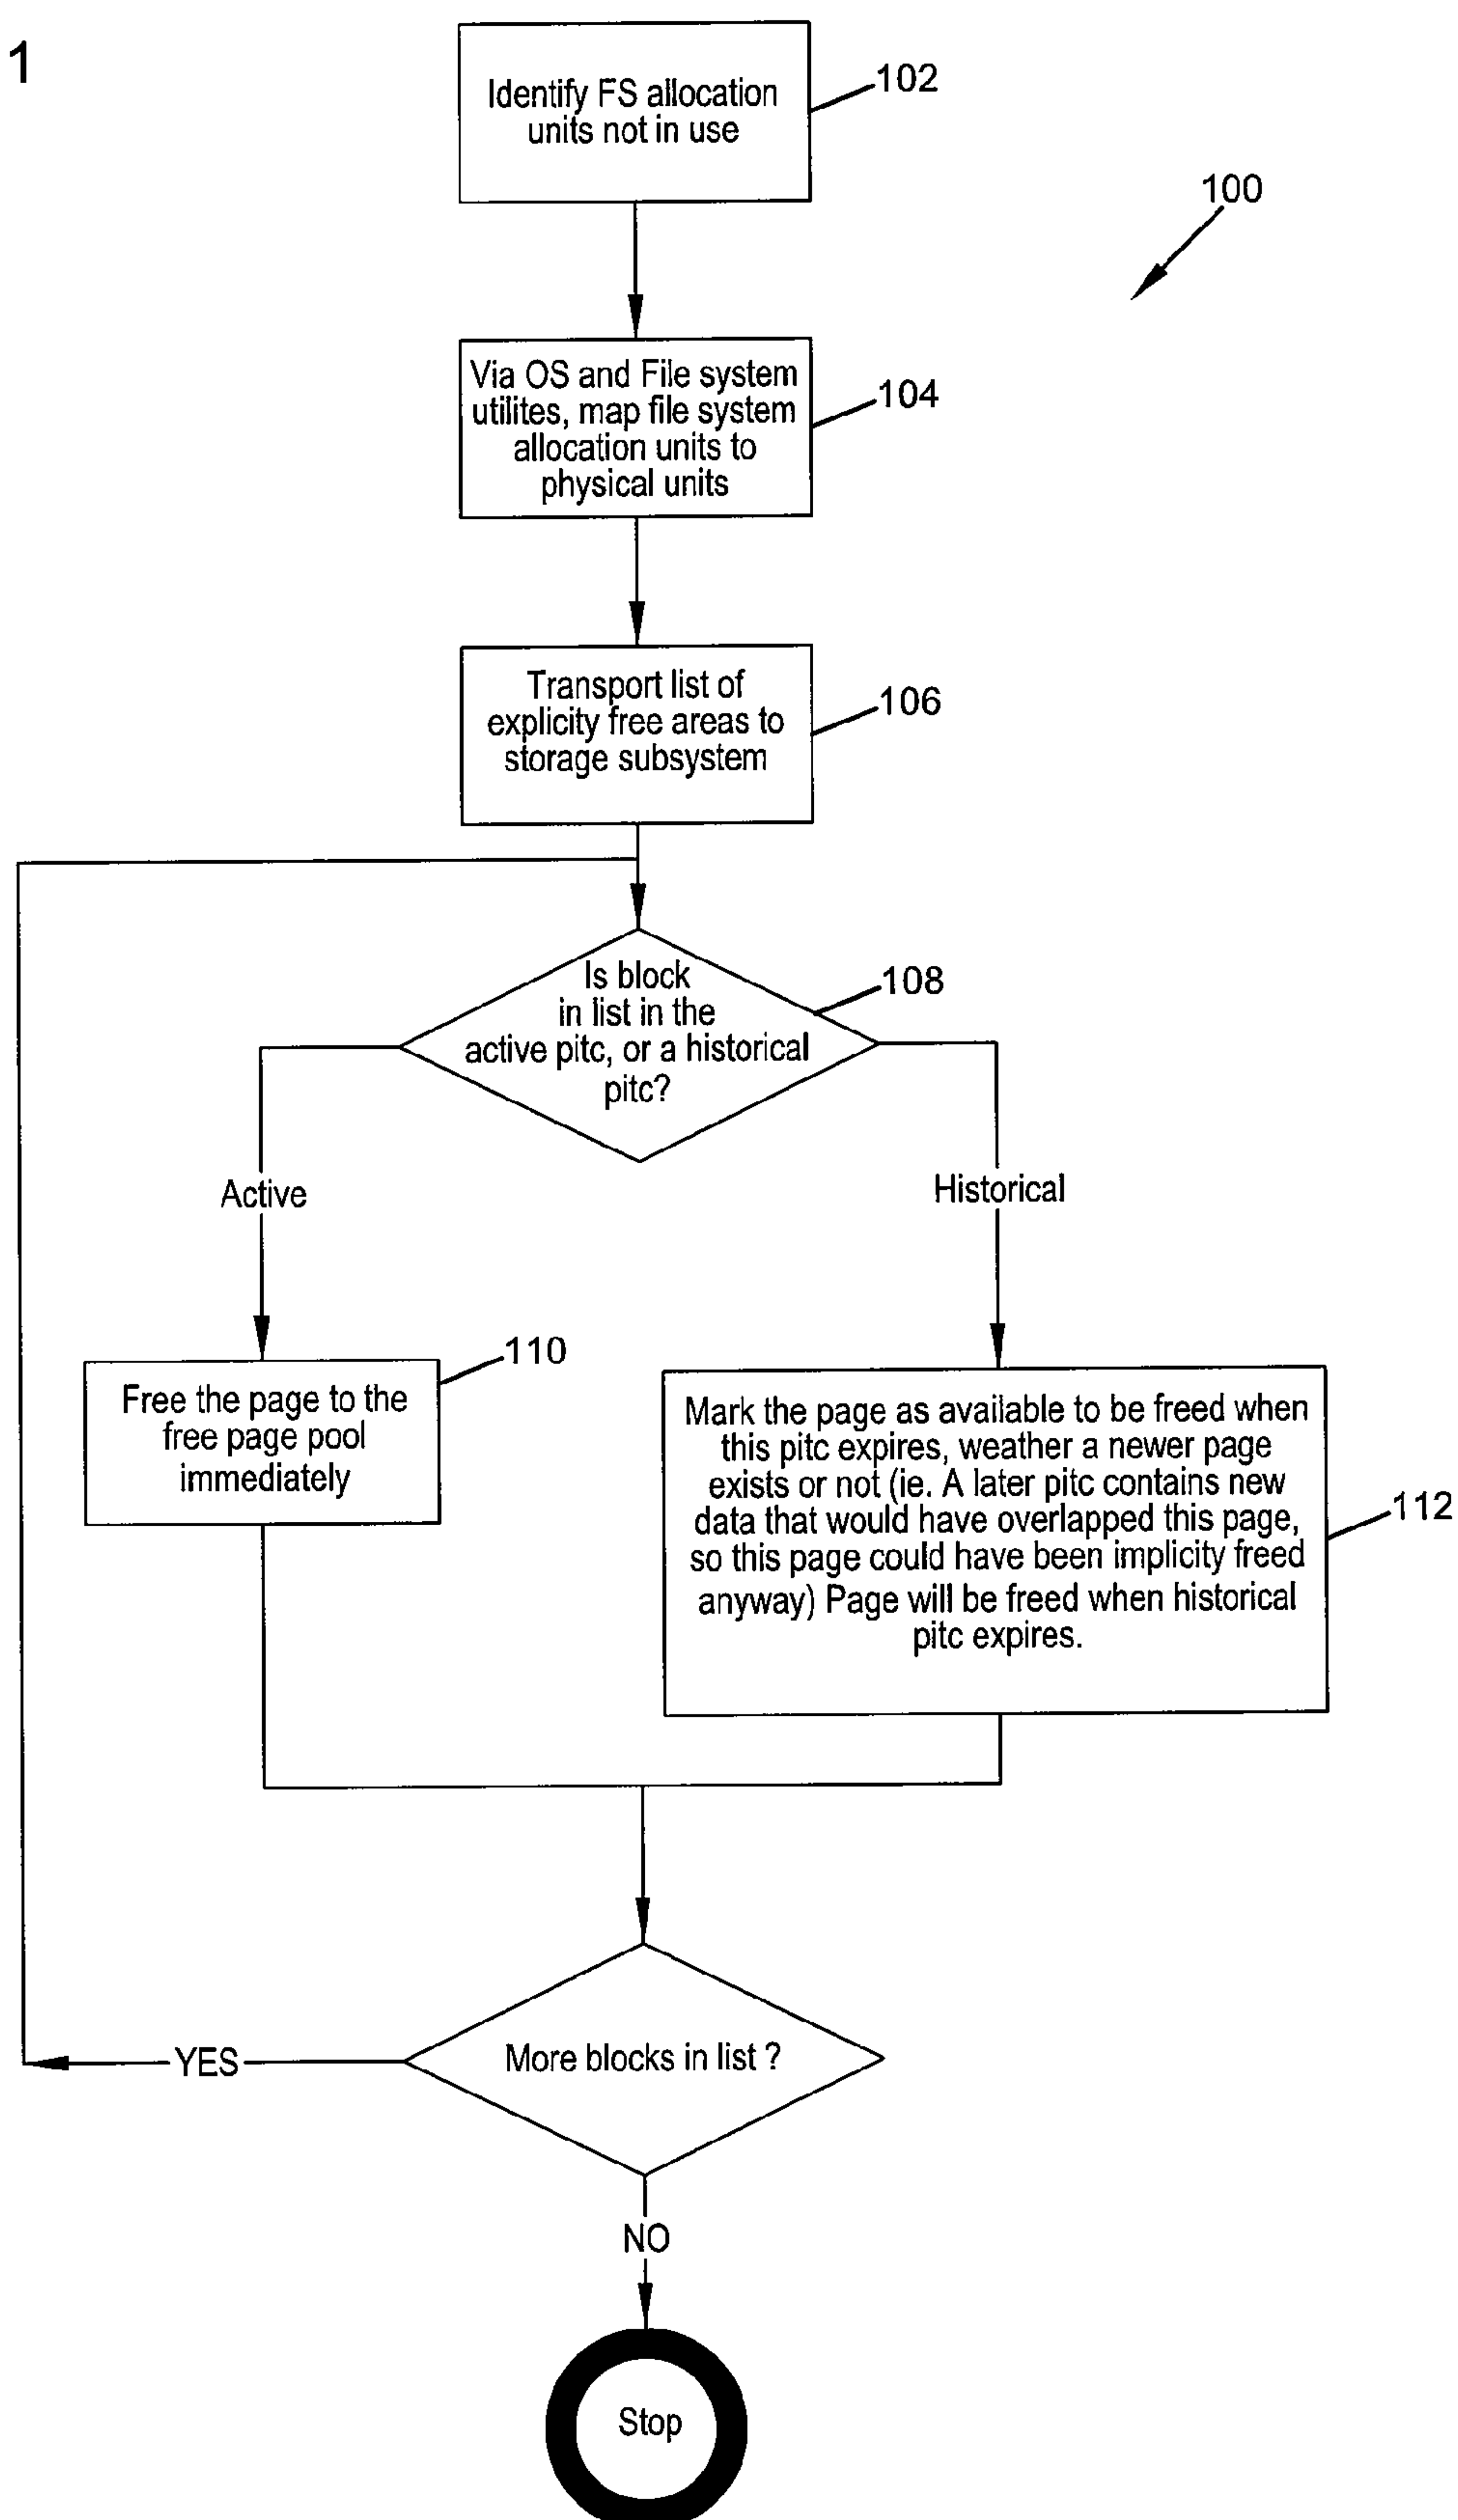 1
Identify FS allocation
units not in use
102
100
Via OS and File system
utilites, map file system
allocation units to
physical units
104
Transport list of
explicity free areas to
storage subsystem
106
Is block
in list in the
active pitc, or a historical
pitc?
108
Active
Historical
Free the page to the
free page pool
immediately
110
Mark the page as available to be freed when
this pitc expires, weather a newer page
exists or not (ie. A later pitc contains new
data that would have overlapped this page,
so this page could have been implicity freed
anyway) Page will be freed when historical
pitc expires.
112
More blocks in list ?
YES
NO
Stop